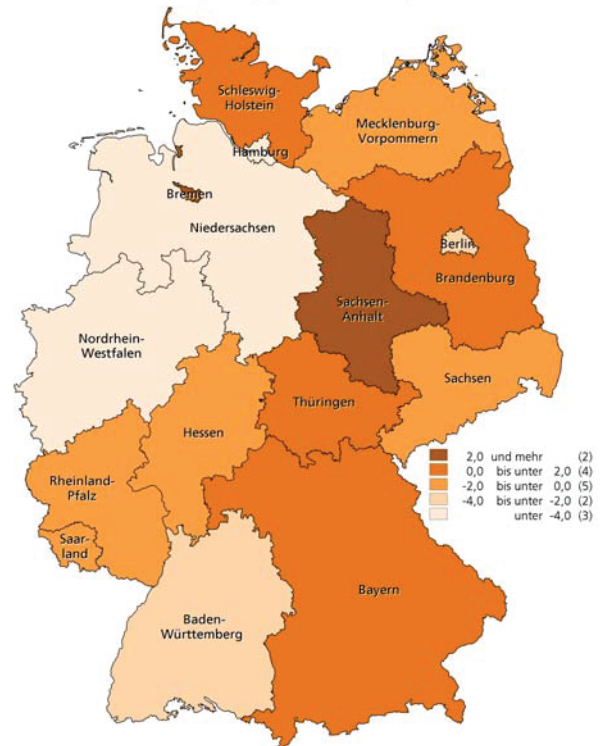 Schleswig-
Holstein
Mecklenburg-
Vorpommern
Hamburg
Bremen
Niedersachsen
Berlin
Brandenburg
Sachsen-
Anhalt
Nordrhein-
Westfalen
Sachsen
Thüringen
Hessen
Rheinland-
Pfalz
Saar-
land
Bayern
Baden-
Württemberg
2,0 und mehr (2)
0,0 bis unter 2,0 (4)
-2,0 bis unter 0,0 (5)
-4,0 bis unter -2,0 (2)
unter -4,0 (3)